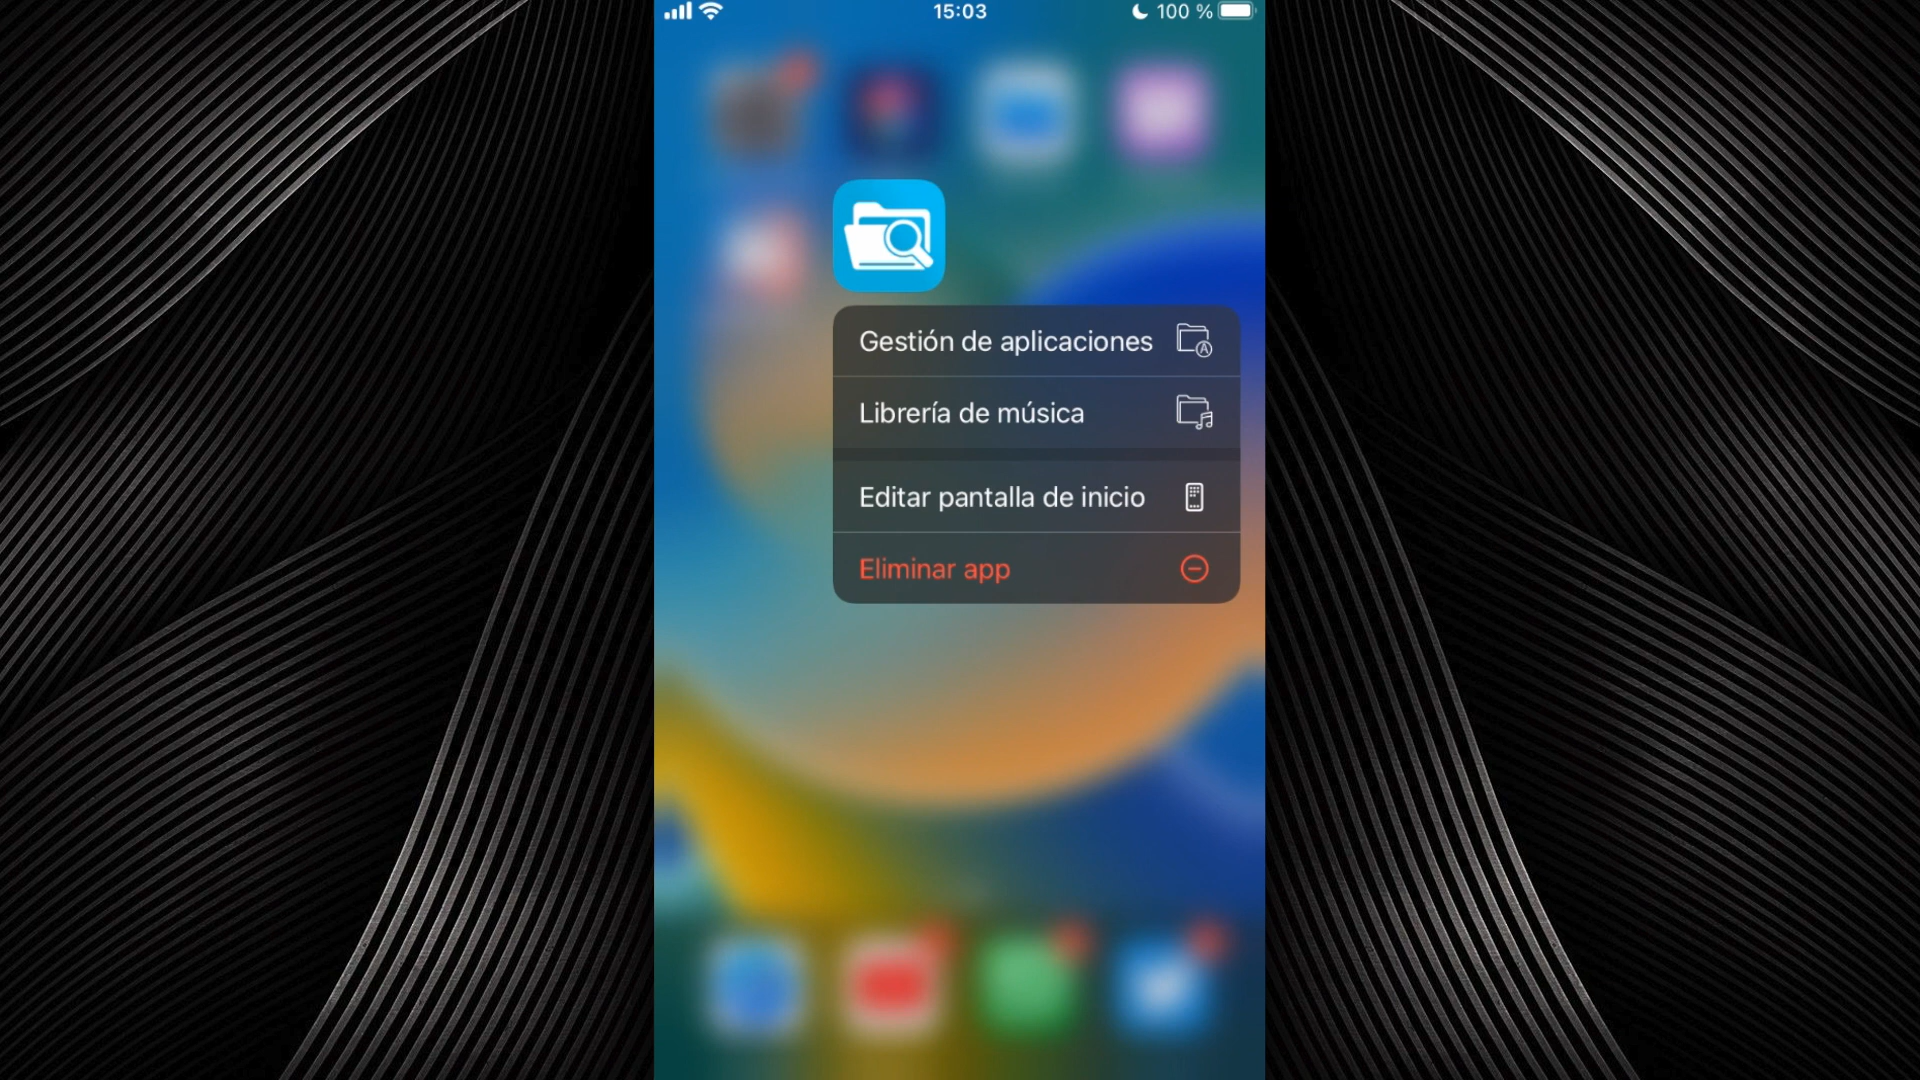 15:03
100 %
Gestión de aplicaciones
Librería de música
Editar pantalla de inicio
Eliminar app